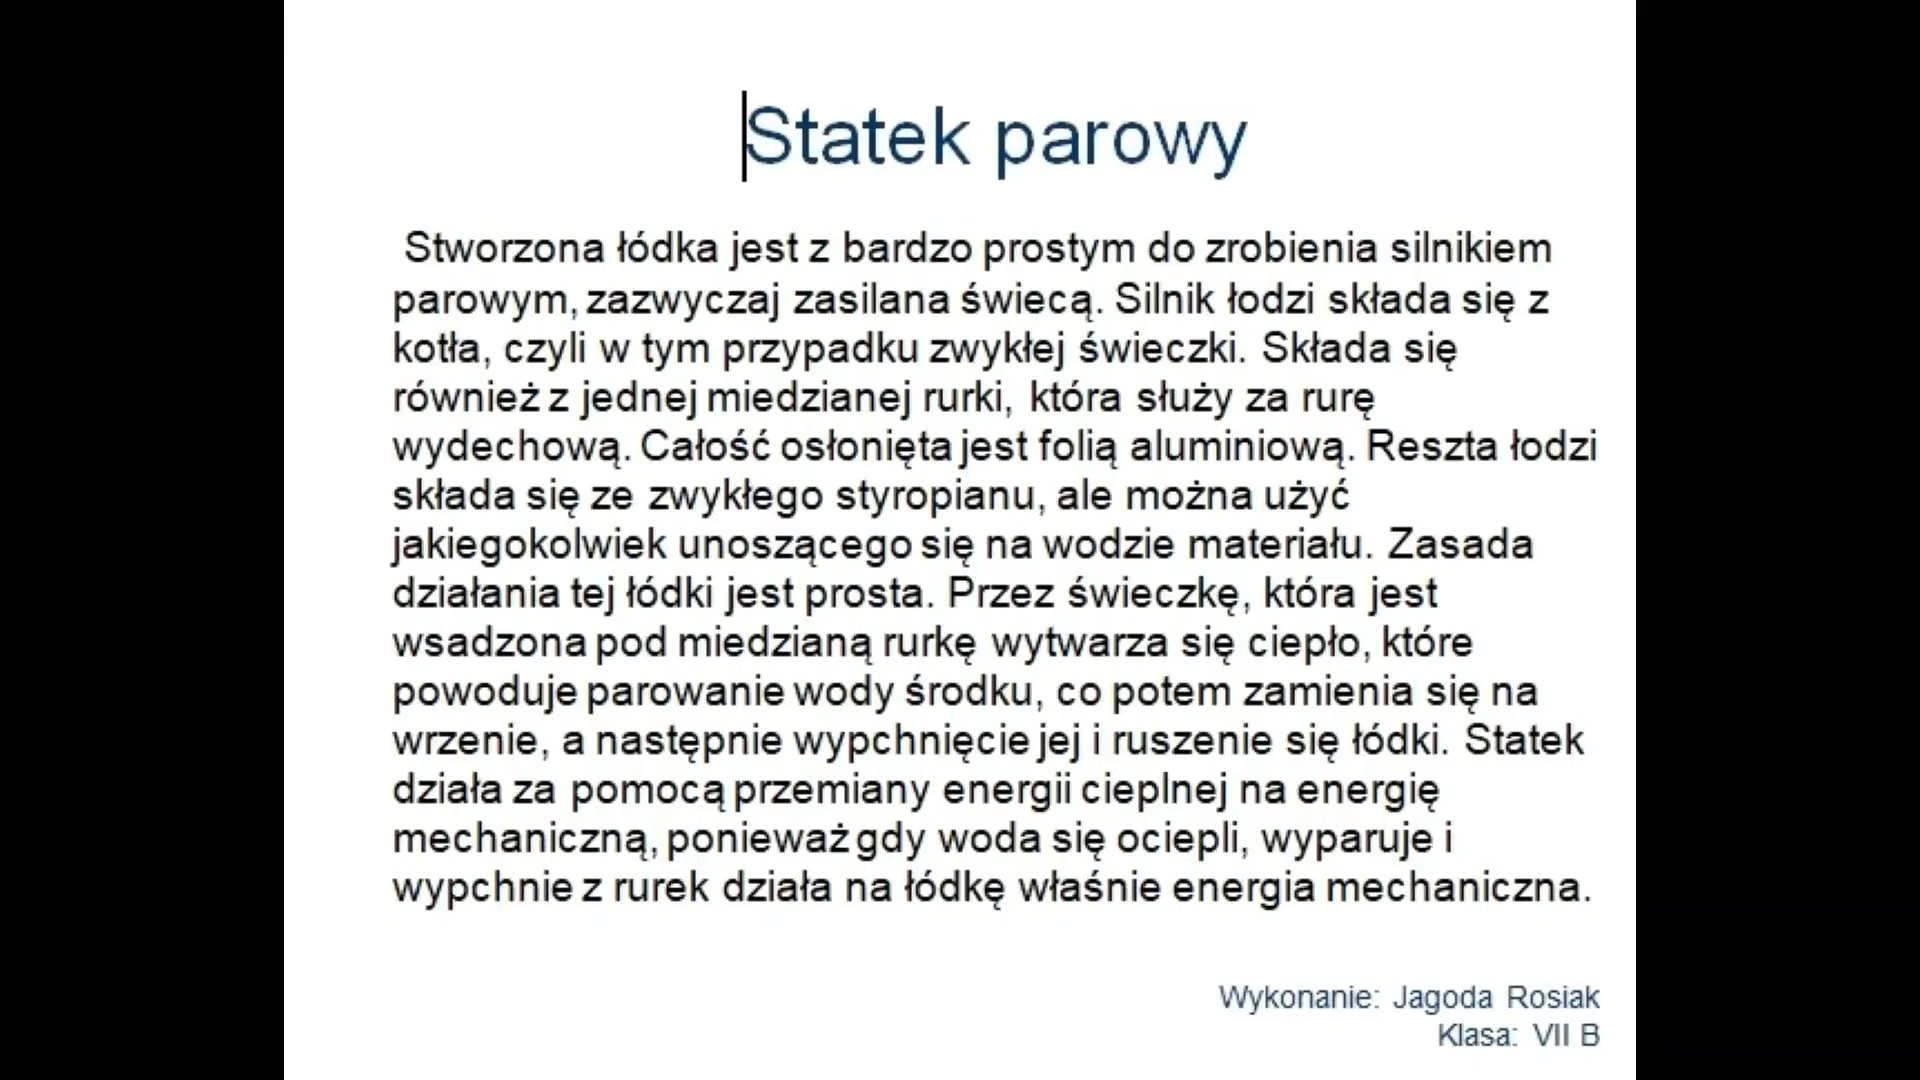 Statek parowy
Stworzona łódka jest z bardzo prostym do zrobienia silnikiem
parowym, zazwyczaj zasilana świecą. Silnik łodzi składa się z
kotła, czyli w tym przypadku zwykłej świeczki. Składa się
również z jednej miedzianej rurki, która służy za rurę
wydechową. Całość osłonięta jest folią aluminiową. Reszta łodzi
składa się ze zwykłego styropianu, ale można użyć
jakiegokolwiek unoszącego się na wodzie materiału. Zasada
działania tej łódki jest prosta. Przez świeczkę, która jest
wsadzona pod miedzianą rurkę wytwarza się ciepło, które
powoduje parowanie wody środku, co potem zamienia się na
wrzenie, a następnie wypchnięcie jej i ruszenie się łódki. Statek
działa za pomocą przemiany energii cieplnej na energię
mechaniczną, ponieważ gdy woda się ociepli, wyparuje i
wypchnie z rurek działa na łódkę właśnie energia mechaniczna.
Wykonanie: Jagoda Rosiak
Klasa: VII B